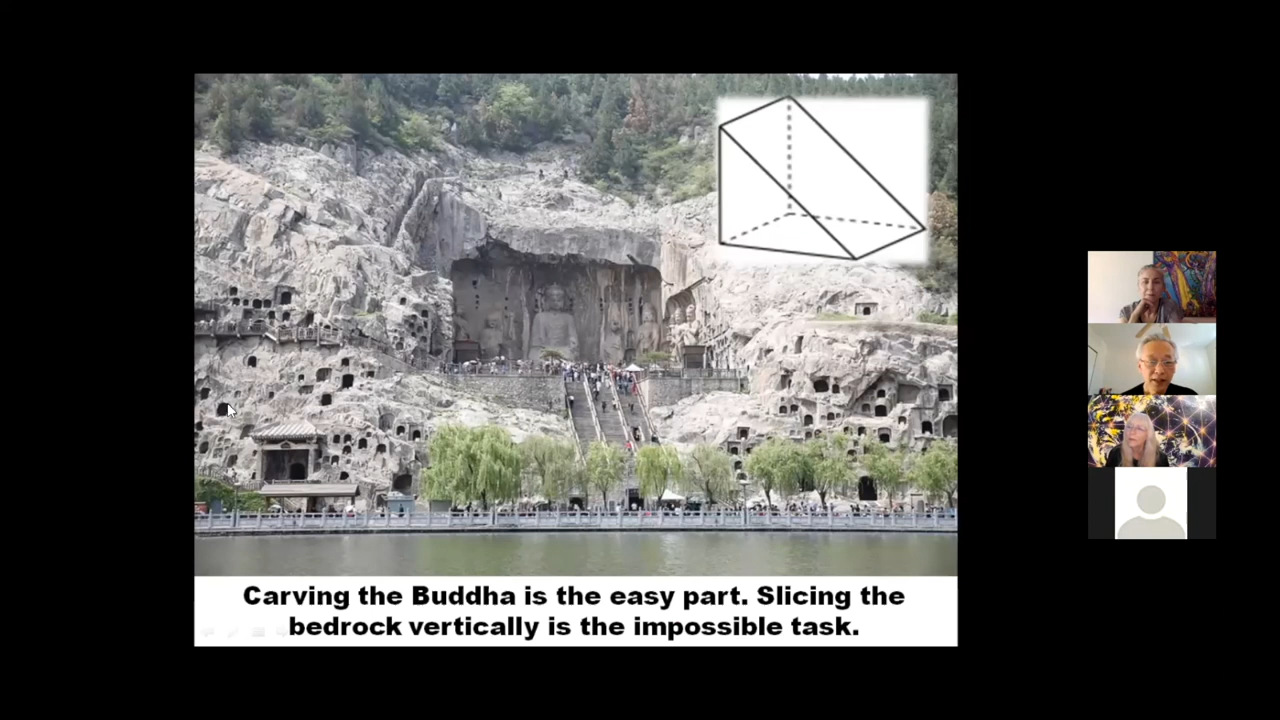 Carving the Buddha is the easy part. Slicing the
bedrock vertically is the impossible task.